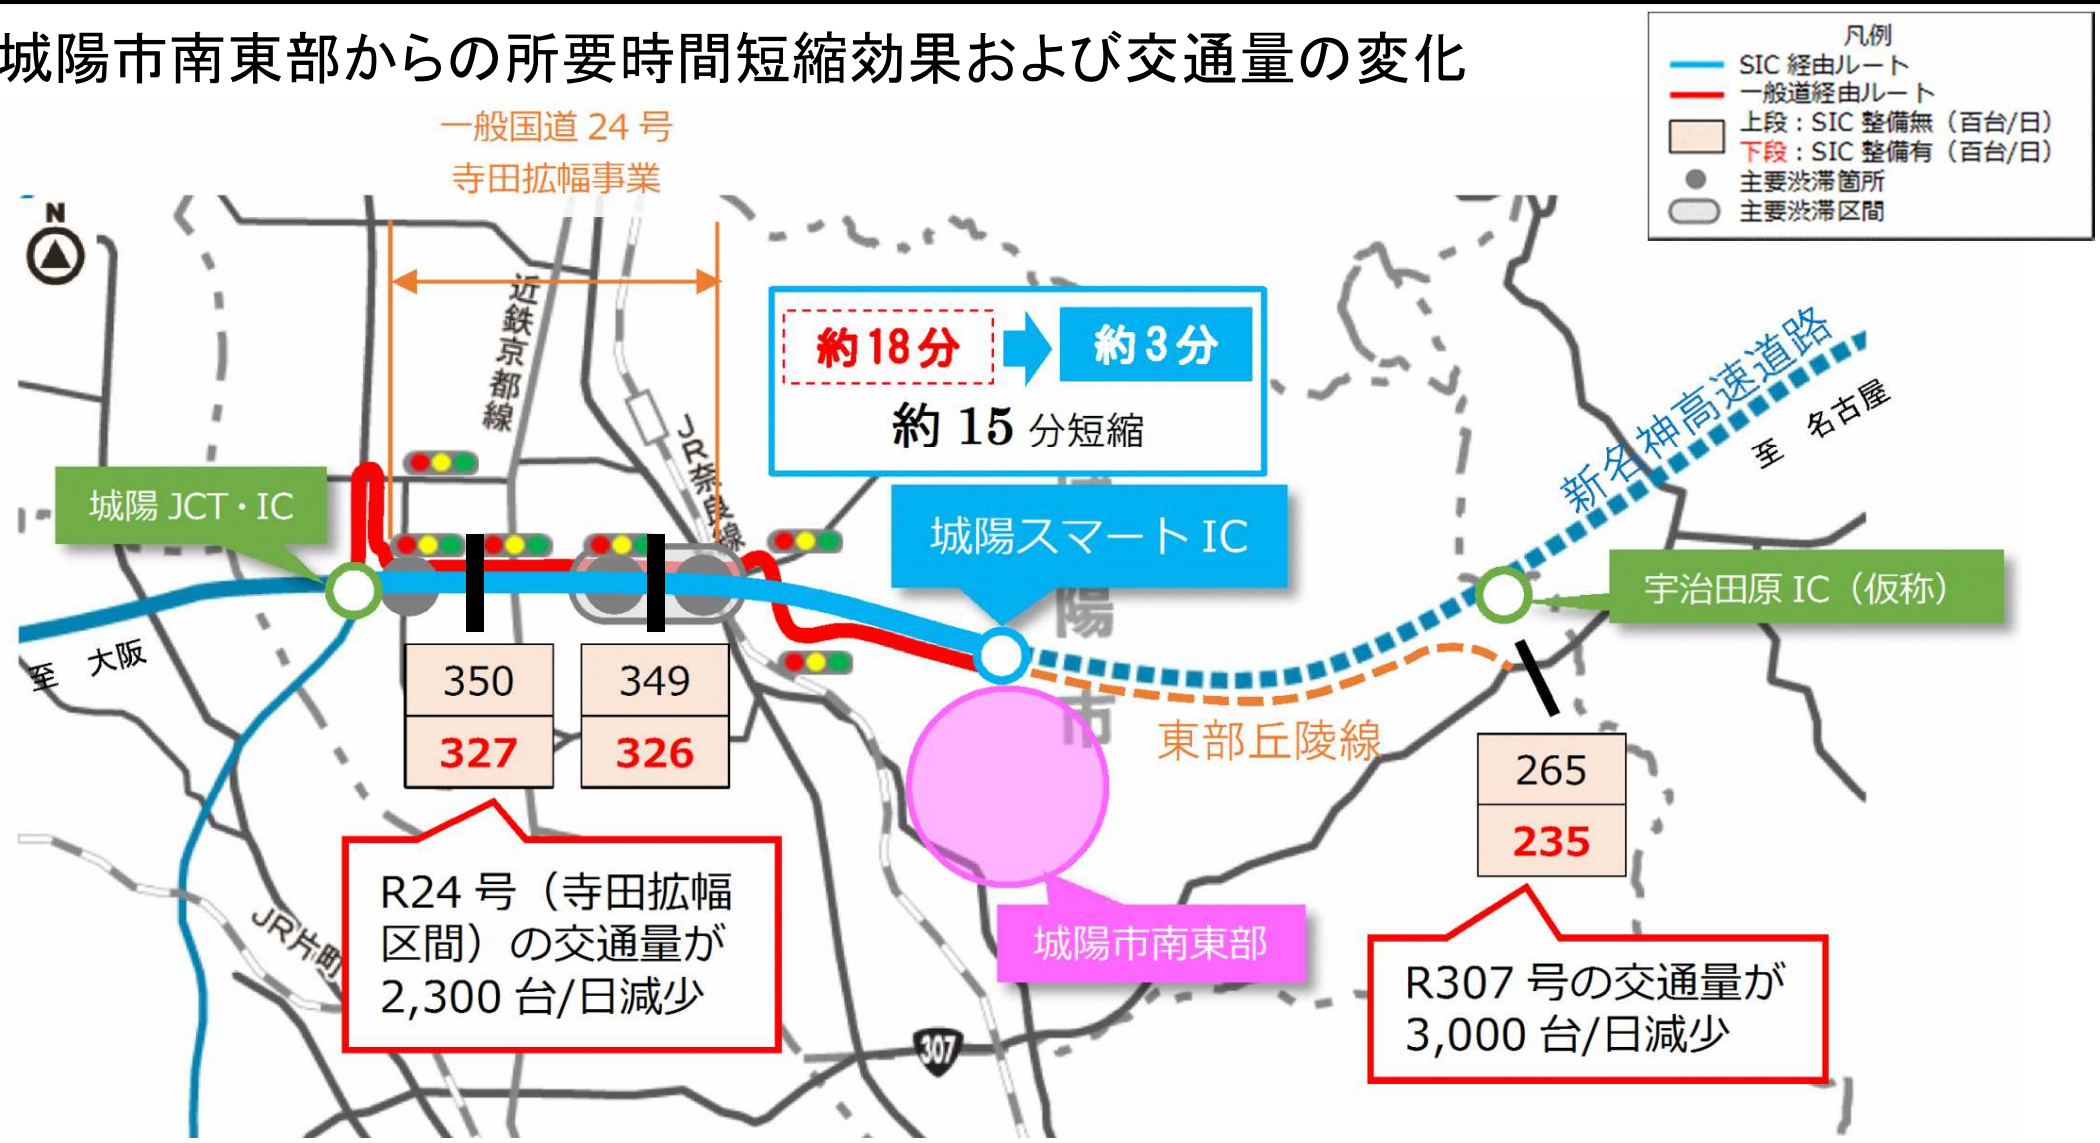 城陽市南東部からの所要時間短縮効果および交通量の変化
凡例
SIC 経由ルート
一般道経由ルート
上段：SIC 整備無（百台/日）
下段：SIC 整備有（百台/日）
主要渋滞箇所
主要渋滞区間
一般国道 24 号
寺田拡幅事業
N
近鉄京都線
JR奈良線
約18分
約3分
約 15 分短縮
新名神高速道路
至 名古屋
城陽 JCT・IC
城陽スマート IC
宇治田原 IC（仮称）
至 大阪
陽
市
350
327
349
326
東部丘陵線
265
235
R24 号（寺田拡幅
区間）の交通量が
2,300 台/日減少
城陽市南東部
JR片町
R307 号の交通量が
3,000 台/日減少
307